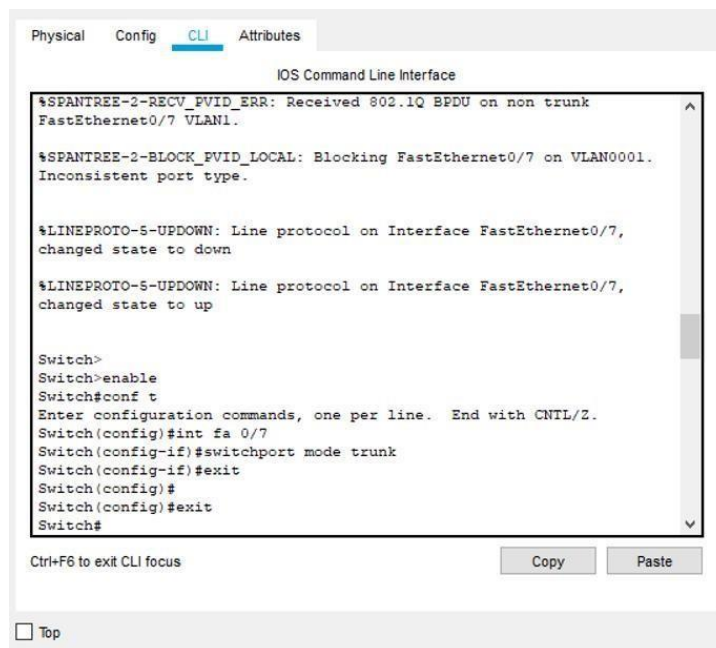 Physical Config CLI Attributes
IOS Command Line Interface
%SPANTREE-2-RECV_PVID_ERR: Received 802.1Q BPDU on non trunk
FastEthernet0/7 VLAN1.
%SPANTREE-2-BLOCK_PVID_LOCAL: Blocking FastEthernet0/7 on VLAN0001.
Inconsistent port type.
%LINEPROTO-5-UPDOWN: Line protocol on Interface FastEthernet0/7,
changed state to down
%LINEPROTO-5-UPDOWN: Line protocol on Interface FastEthernet0/7,
changed state to up
Switch>
Switch>enable
Switch#conf t
Enter configuration commands, one per line. End with CNTL/Z.
Switch(config)#int fa 0/7
Switch(config-if)#switchport mode trunk
Switch(config-if)#exit
Switch(config)#
Switch(config)#exit
Switch#
Ctrl+F6 to exit CLI focus Copy Paste
Top